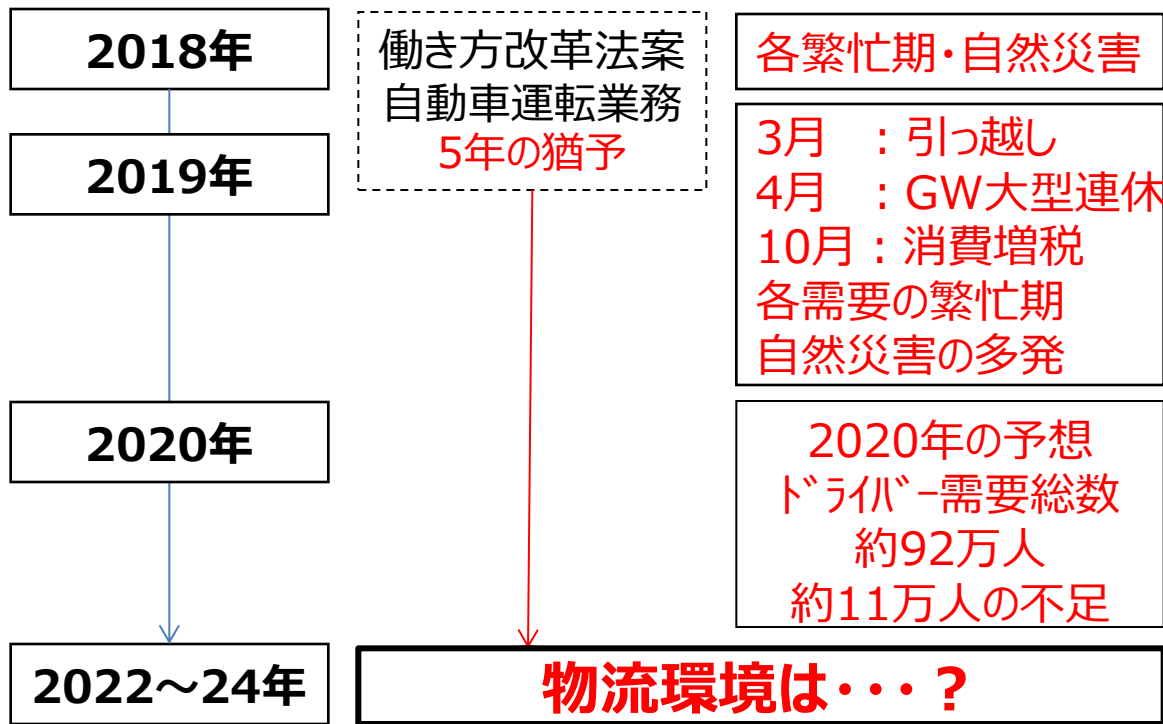 2018年
働き方改革法案
自動車運転業務
5年の猶予
各繁忙期・自然災害
2019年
3月　：引っ越し
4月　：GW大型連休
10月：消費増税
各需要の繁忙期
自然災害の多発
2020年
2020年の予想
ﾄﾞﾗｲﾊﾞｰ需要総数
約92万人
約11万人の不足
2022～24年
物流環境は・・・？